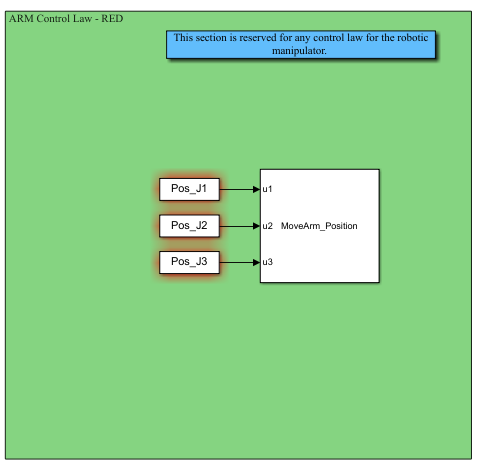 ARM Control Law - RED
This section is reserved for any control law for the robotic
manipulator.
Pos_J1
u1
Pos_J2
u2 MoveArm_Position
Pos_J3
u3